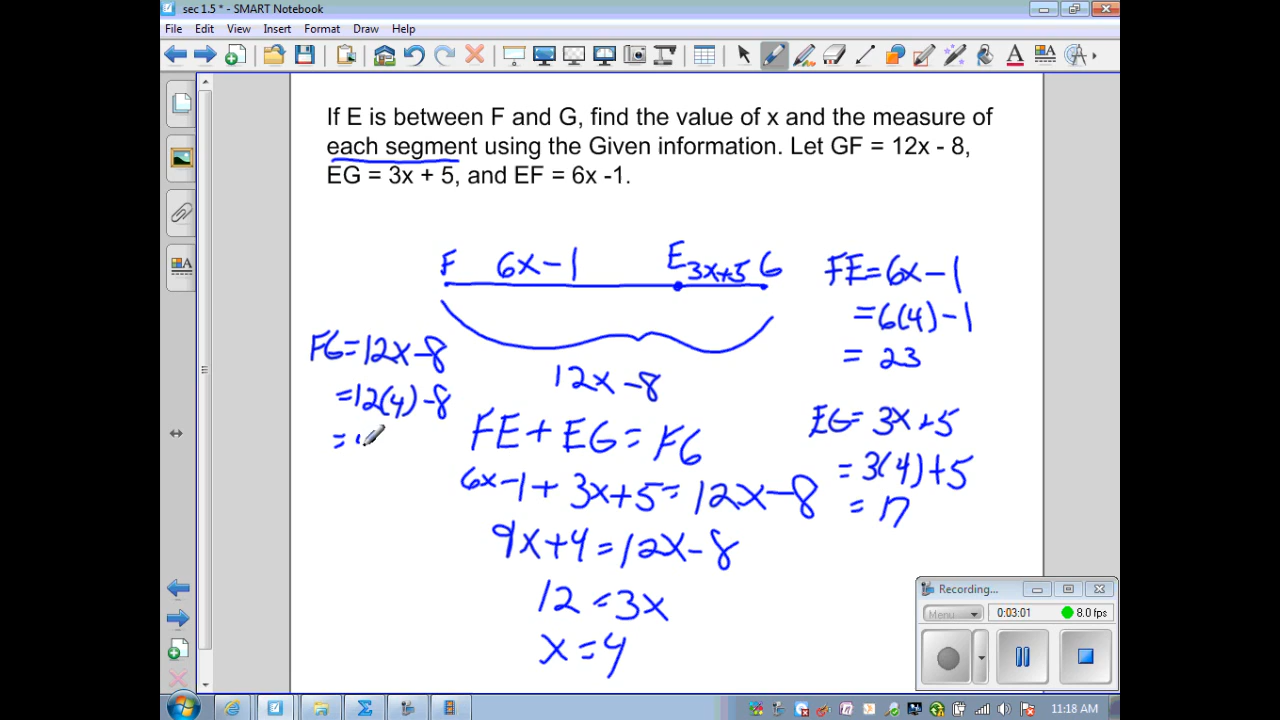 sec 1.5 * - SMART Notebook
File Edit View Insert Format Draw Help
If E is between F and G, find the value of x and the measure of
each segment using the Given information. Let GF = 12x - 8,
EG = 3x + 5, and EF = 6x -1.
F 6x-1 E 3x+5 G
12x-8
FE=6x-1
=6(4)-1
= 23
FG=12x-8
=12(4)-8
=
FE+EG=FG
6x-1+3x+5=12x-8
9x+4=12x-8
12=3x
x=4
EG=3x+5
=3(4)+5
=17
Recording...
Menu 0:03:01 8.0 fps
11:18 AM